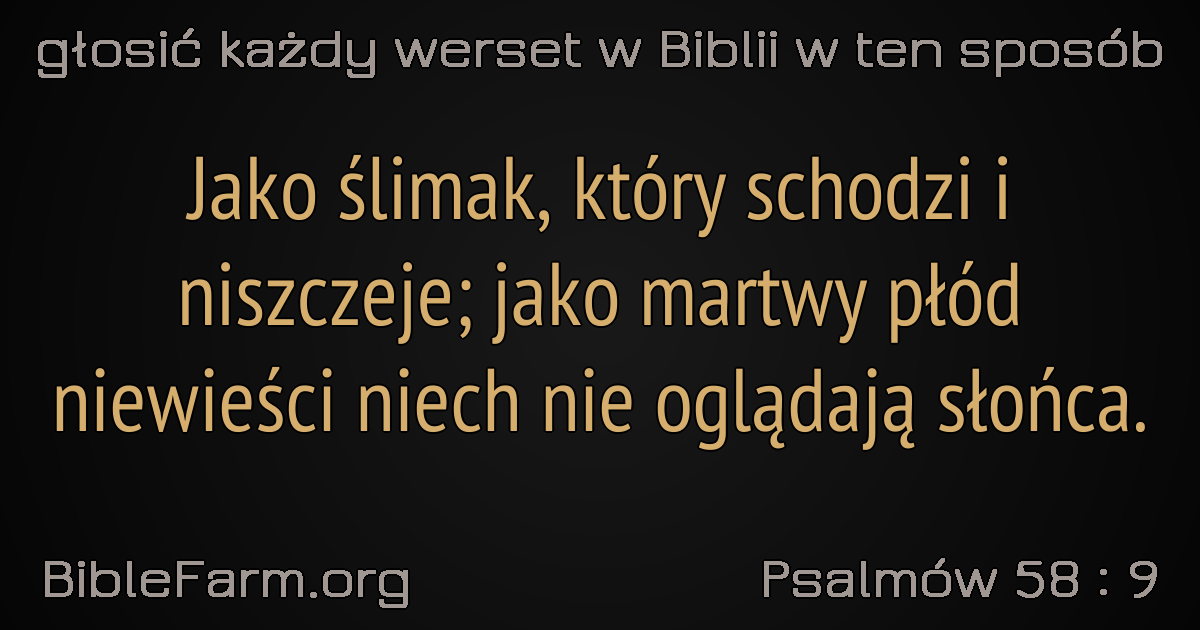 głosić każdy werset w Biblii w ten sposób
Jako ślimak, który schodzi i
niszczeje; jako martwy płód
niewieści niech nie oglądają słońca.
BibleFarm.org
Psalmów 58 : 9